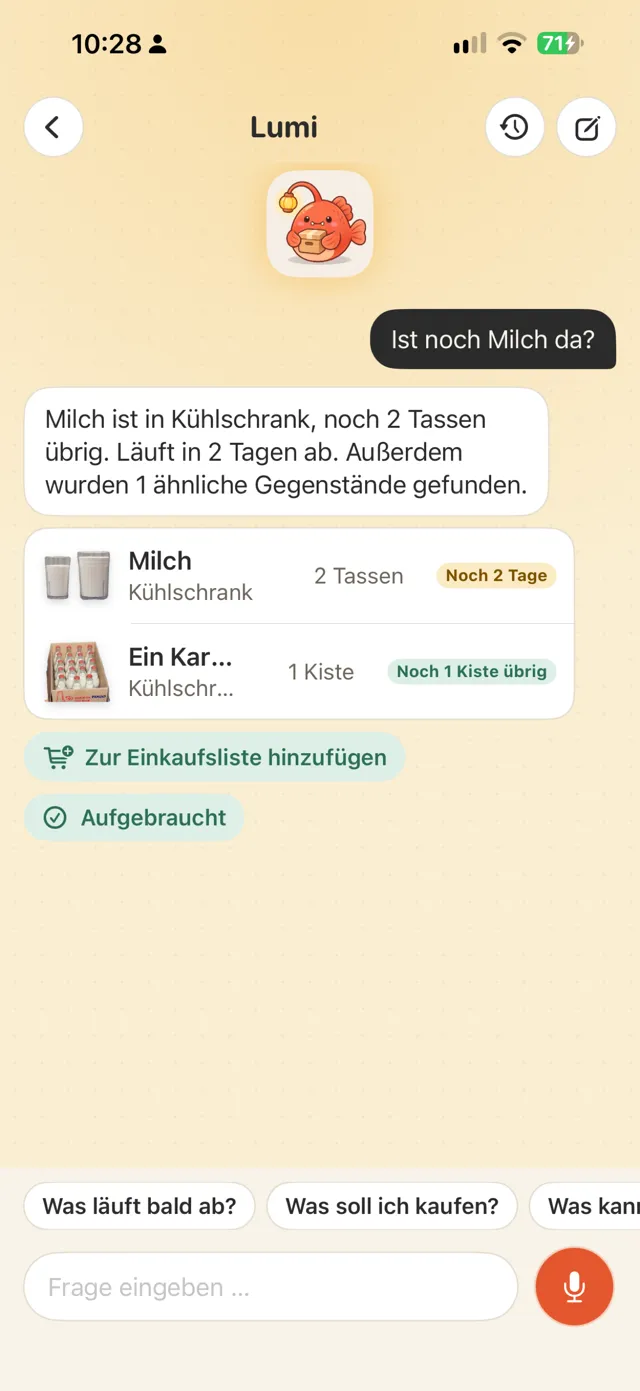 10:28
71
Lumi
Ist noch Milch da?
Milch ist in Kühlschrank, noch 2 Tassen
übrig. Läuft in 2 Tagen ab. Außerdem
wurden 1 ähnliche Gegenstände gefunden.
Milch
Kühlschrank
2 Tassen
Noch 2 Tage
Ein Kar...
Kühlschr...
1 Kiste
Noch 1 Kiste übrig
Zur Einkaufsliste hinzufügen
Aufgebraucht
Was läuft bald ab?
Was soll ich kaufen?
Was kann
Frage eingeben ...